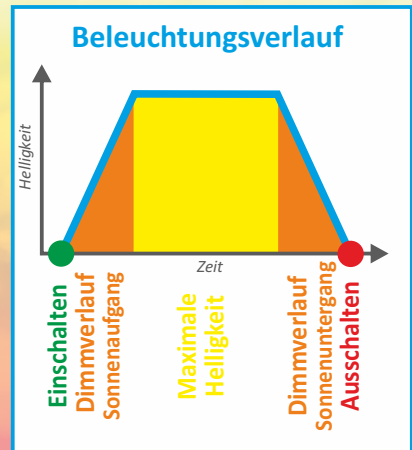 Beleuchtungsverlauf
Helligkeit
Zeit
Einschalten
Dimmverlauf
Sonnenaufgang
Maximale
Helligkeit
Dimmverlauf
Sonnenuntergang
Ausschalten